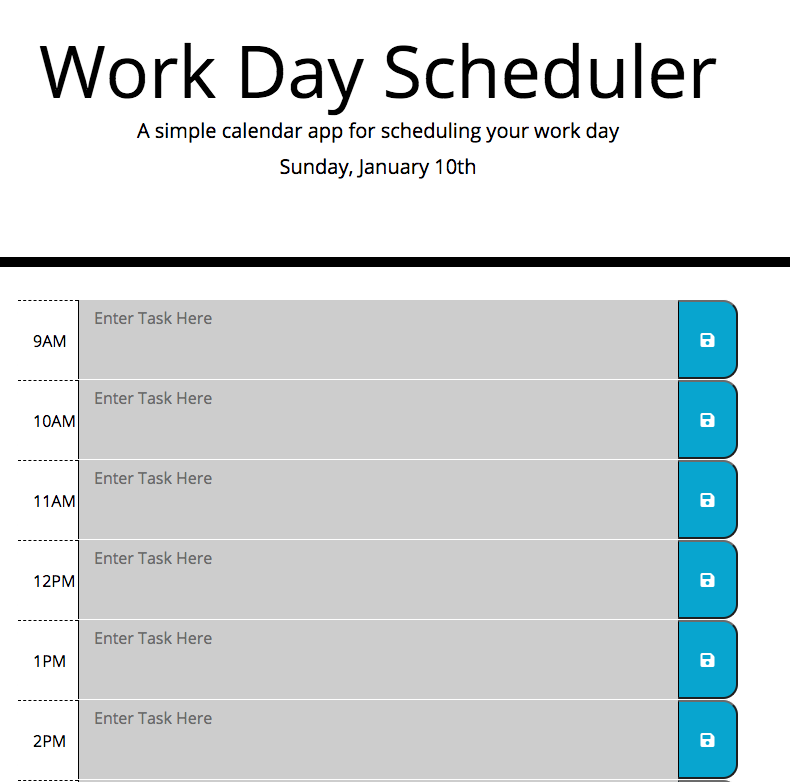 Work Day Scheduler
A simple calendar app for scheduling your work day
Sunday, January 10th
Enter Task Here
9AM
Enter Task Here
10AM
Enter Task Here
11AM
Enter Task Here
12PM
Enter Task Here
1PM
Enter Task Here
2PM